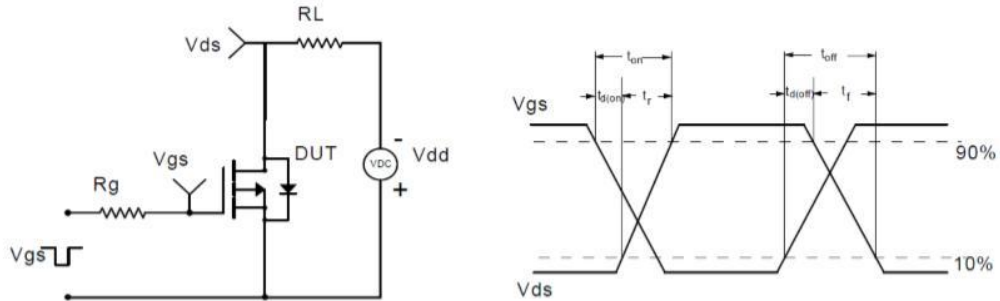 RL
Vds
DUT
Vgs
Rg
Vgs
VDC
-
Vdd
+
ton
toff
td(on)
tr
td(off)
tf
Vgs
90%
10%
Vds